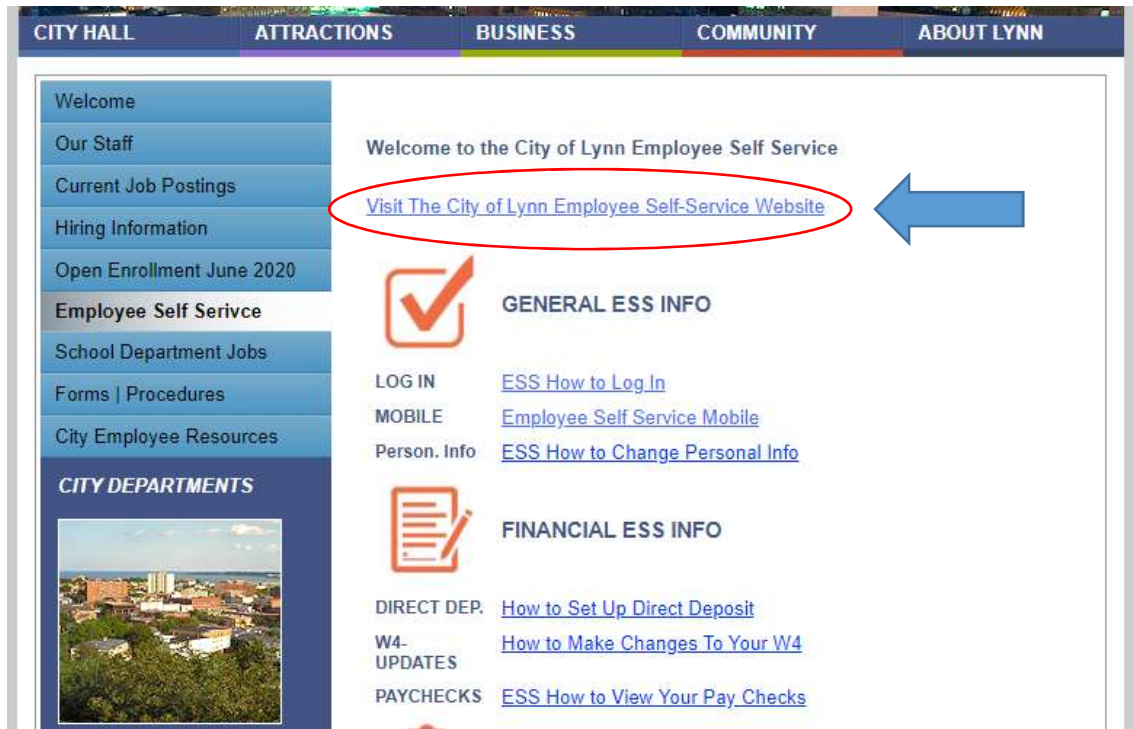 CITY HALL ATTRACTIONS BUSINESS COMMUNITY ABOUT LYNN
Welcome
Our Staff
Current Job Postings
Hiring Information
Open Enrollment June 2020
Employee Self Serivce
School Department Jobs
Forms | Procedures
City Employee Resources
CITY DEPARTMENTS
Welcome to the City of Lynn Employee Self Service
Visit The City of Lynn Employee Self-Service Website
GENERAL ESS INFO
LOG IN ESS How to Log In
MOBILE Employee Self Service Mobile
Person. Info ESS How to Change Personal Info
FINANCIAL ESS INFO
DIRECT DEP. How to Set Up Direct Deposit
W4- How to Make Changes To Your W4
UPDATES
PAYCHECKS ESS How to View Your Pay Checks